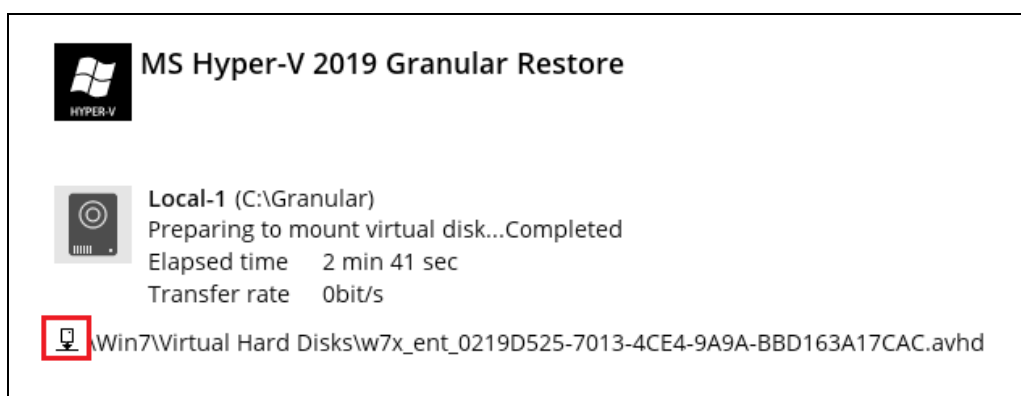 MS Hyper-V 2019 Granular Restore
HYPER-V
Local-1 (C:\Granular)
Preparing to mount virtual disk...Completed
Elapsed time 2 min 41 sec
Transfer rate 0bit/s
\Win7\Virtual Hard Disks\w7x_ent_0219D525-7013-4CE4-9A9A-BBD163A17CAC.avhd